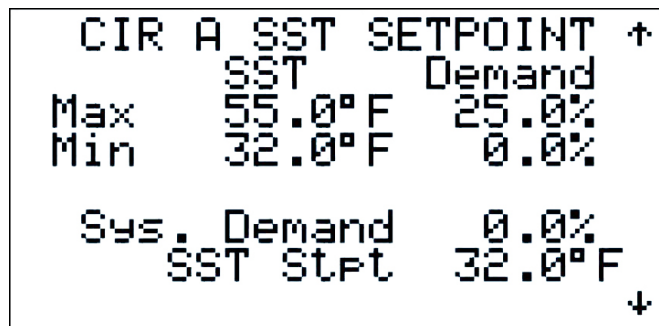 CIR A SST SETPOINT ↑
SST Demand
Max 55.0°F 25.0%
Min 32.0°F 0.0%
Sys. Demand 0.0%
SST Stpt 32.0°F
↓